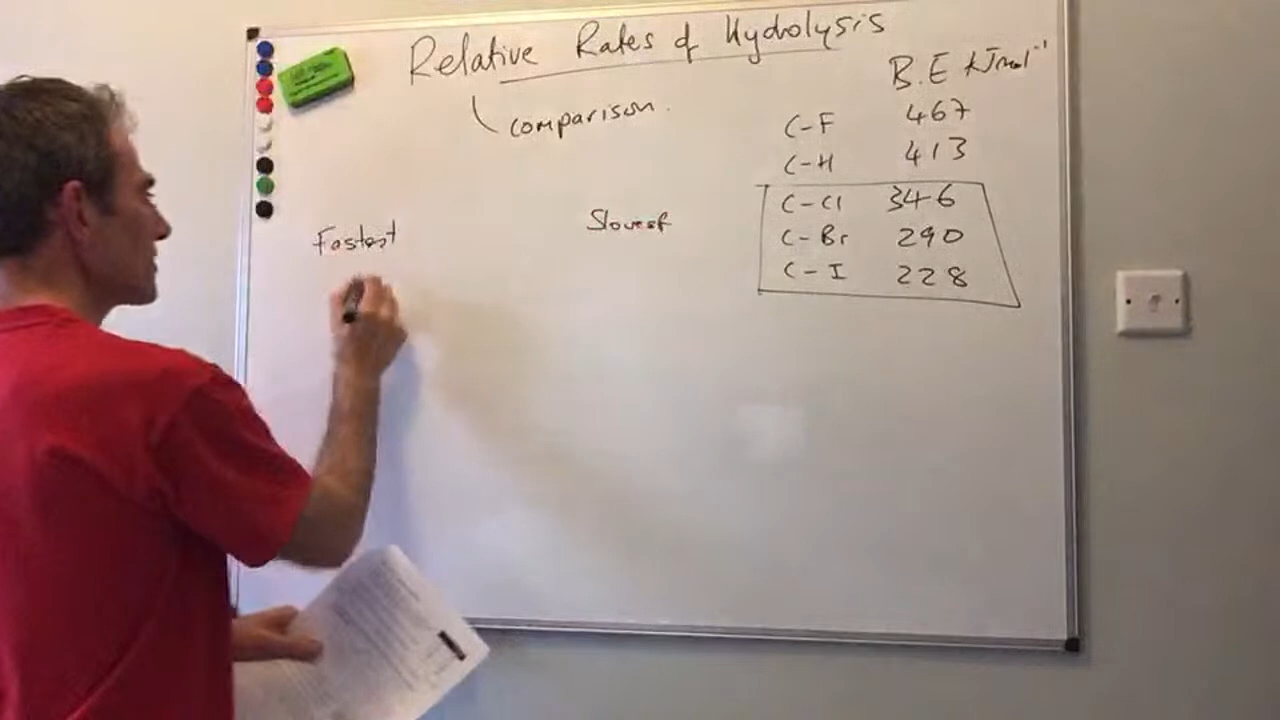 Relative Rates of Hydrolysis
comparison.
B.E kJmol⁻¹
C-F 467
C-H 413
C-Cl 346
C-Br 290
C-I 228
Fastest
Slowest